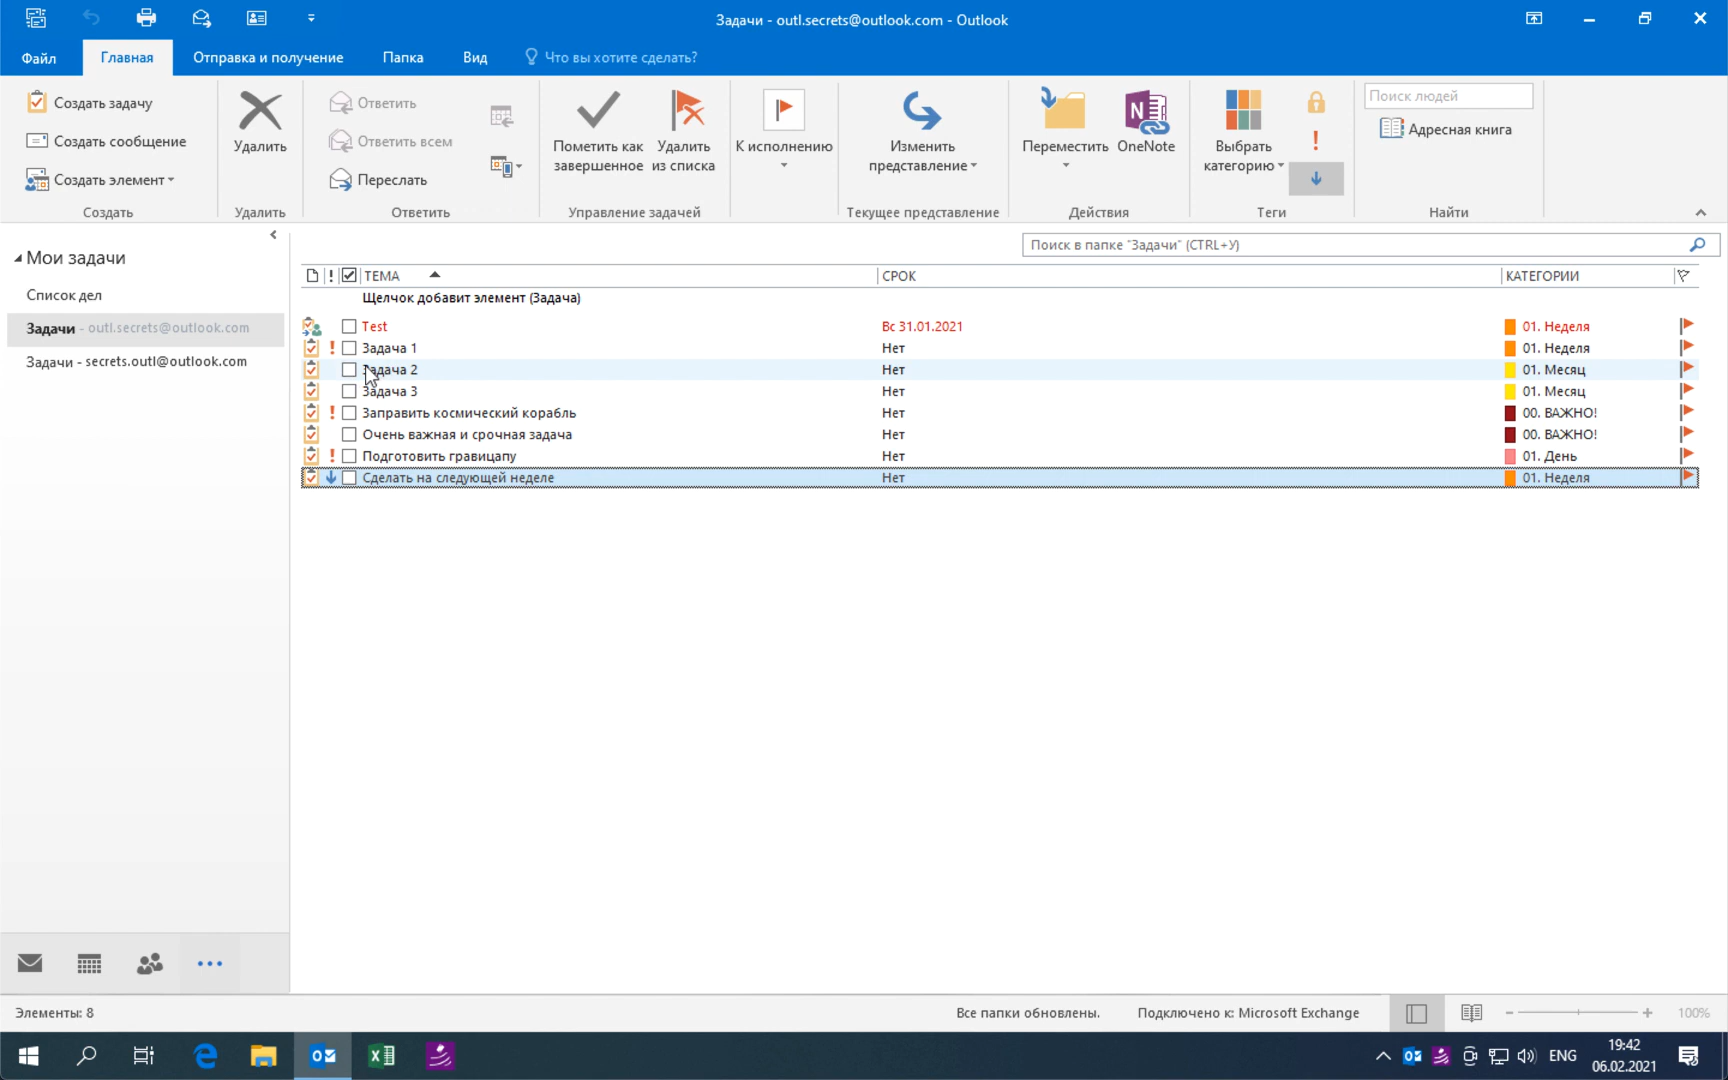 Задачи - outl.secrets@outlook.com - Outlook
Файл
Главная
Отправка и получение
Папка
Вид
Что вы хотите сделать?
Создать задачу
Создать сообщение
Создать элемент
Создать
Удалить
Удалить
Ответить
Ответить всем
Переслать
Ответить
Пометить как
завершенное
Удалить
из списка
Управление задачей
К исполнению
Изменить
представление
Текущее представление
Переместить
OneNote
Действия
Выбрать
категорию
Теги
Поиск людей
Адресная книга
Найти
Мои задачи
Список дел
Задачи - outl.secrets@outlook.com
Задачи - secrets.outl@outlook.com
Поиск в папке "Задачи" (CTRL+У)
! ТЕМА СРОК КАТЕГОРИИ
Щелчок добавит элемент (Задача)
Test Вс 31.01.2021 01. Неделя
! Задача 1 Нет 01. Неделя
Задача 2 Нет 01. Месяц
Задача 3 Нет 01. Месяц
! Заправить космический корабль Нет 00. ВАЖНО!
Очень важная и срочная задача Нет 00. ВАЖНО!
! Подготовить гравицапу Нет 01. День
Сделать на следующей неделе Нет 01. Неделя
Элементы: 8
Все папки обновлены.
Подключено к: Microsoft Exchange
100%
ENG
19:42
06.02.2021